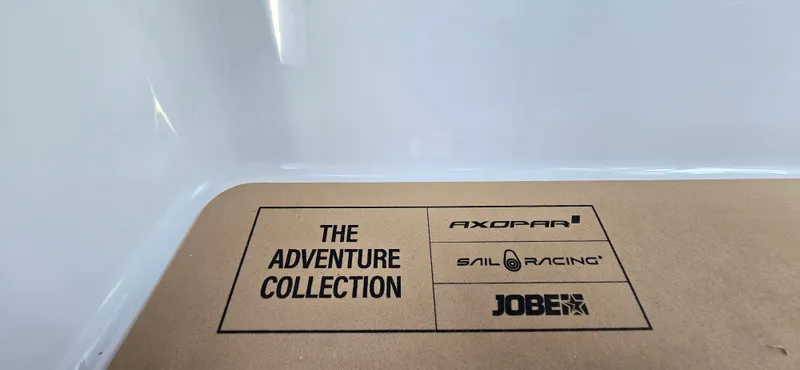 THE
ADVENTURE
COLLECTION
AXOPAR
SAIL RACING
JOBE